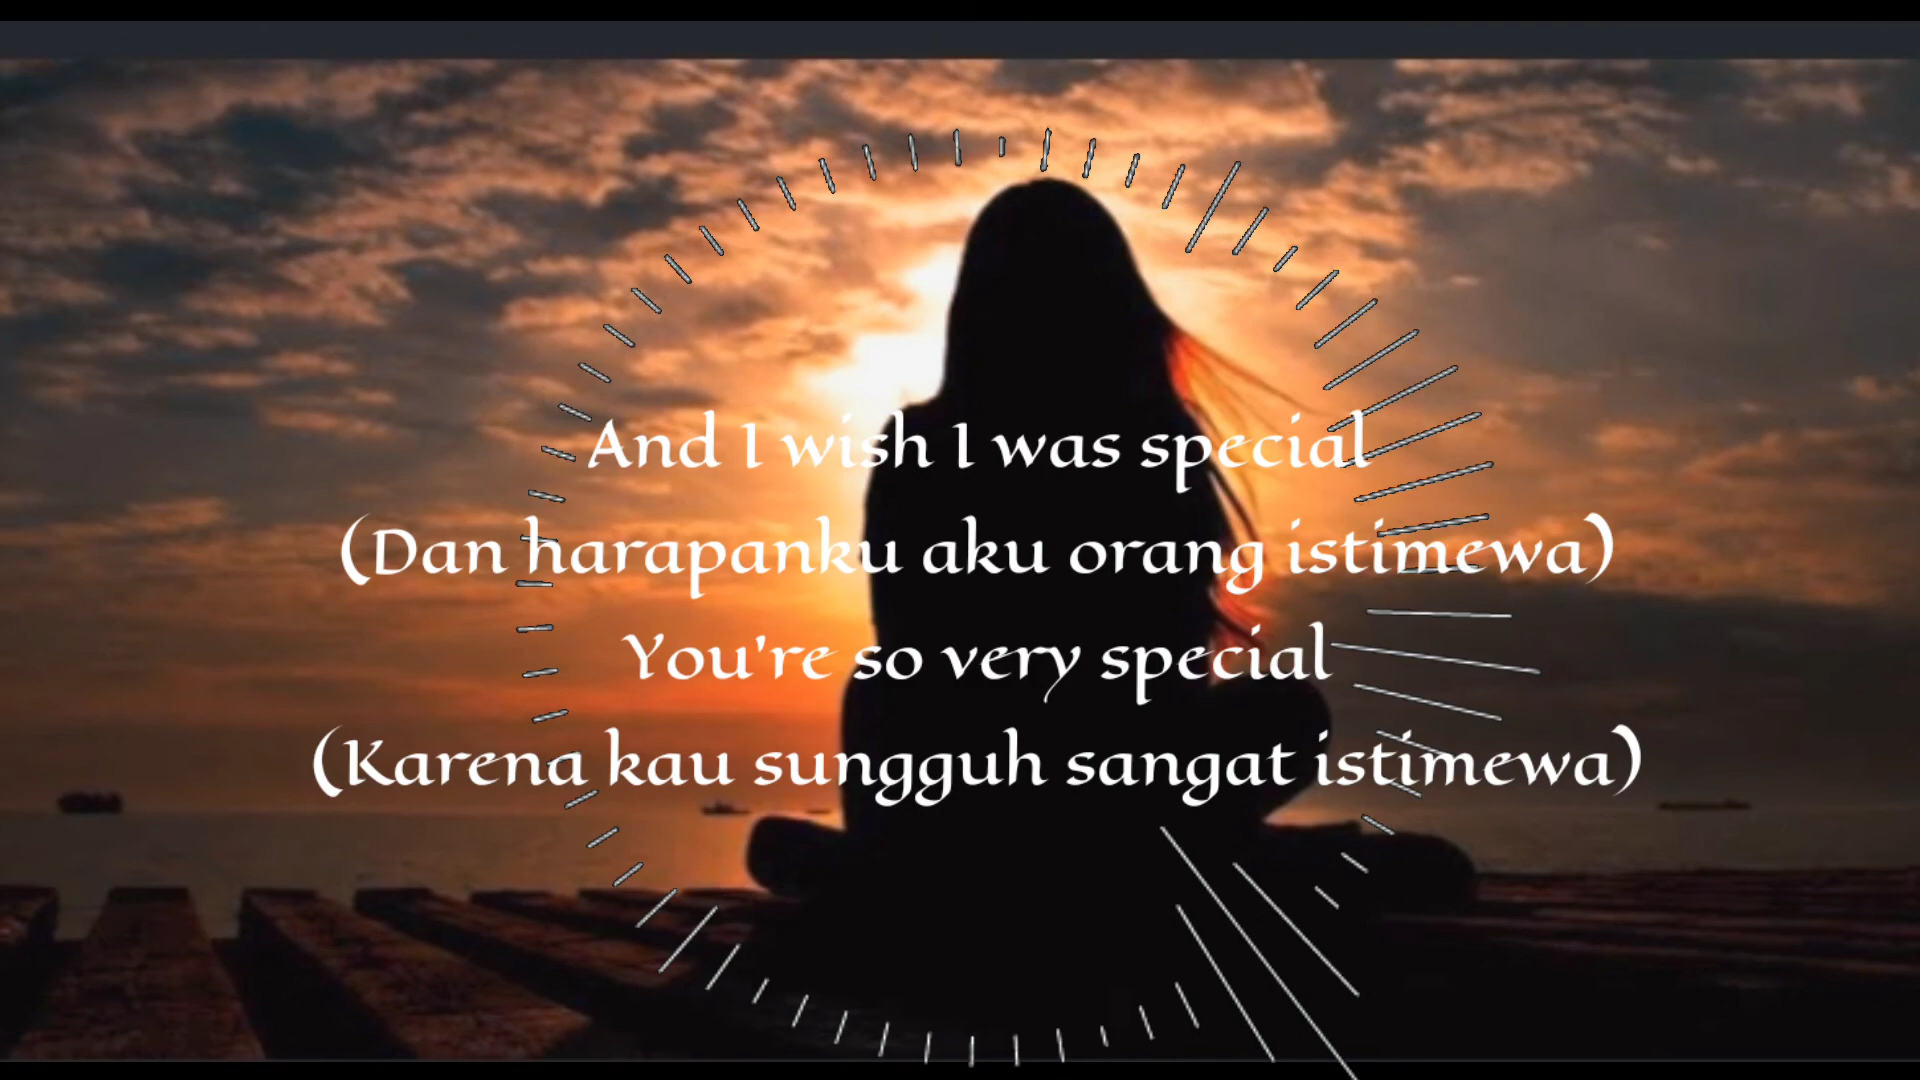 And I wish I was special
(Dan harapanku aku orang istimewa)
You're so very special
(Karena kau sungguh sangat istimewa)